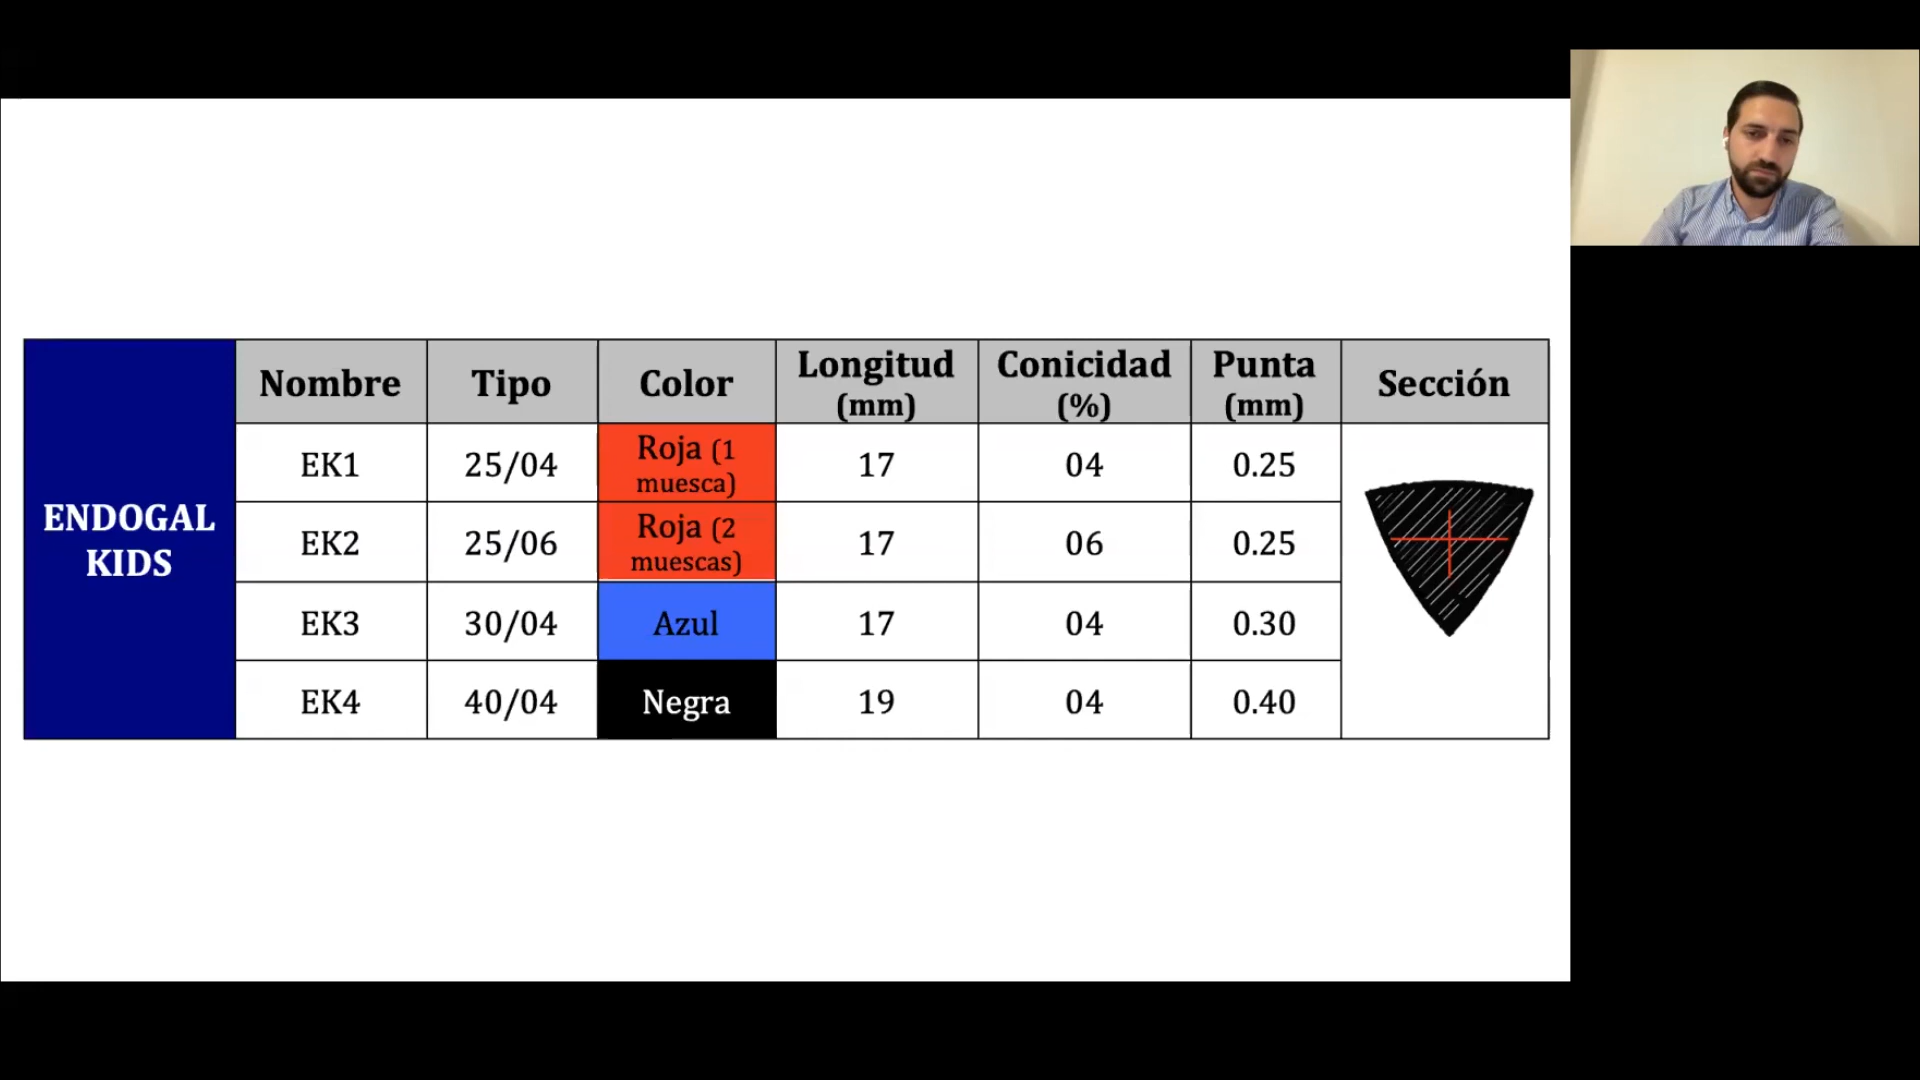 ENDOGAL
KIDS
Nombre
Tipo
Color
Longitud
(mm)
Conicidad
(%)
Punta
(mm)
Sección
EK1
25/04
Roja (1
muesca)
17
04
0.25
EK2
25/06
Roja (2
muescas)
17
06
0.25
EK3
30/04
Azul
17
04
0.30
EK4
40/04
Negra
19
04
0.40